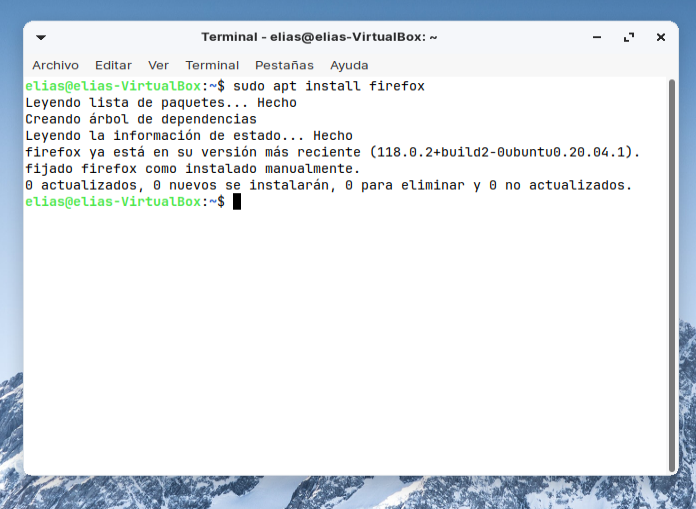 Terminal - elias@elias-VirtualBox: ~
Archivo Editar Ver Terminal Pestañas Ayuda
elias@elias-VirtualBox:~$ sudo apt install firefox
Leyendo lista de paquetes... Hecho
Creando árbol de dependencias
Leyendo la información de estado... Hecho
firefox ya está en su versión más reciente (118.0.2+build2-0ubuntu0.20.04.1).
fijado firefox como instalado manualmente.
0 actualizados, 0 nuevos se instalarán, 0 para eliminar y 0 no actualizados.
elias@elias-VirtualBox:~$